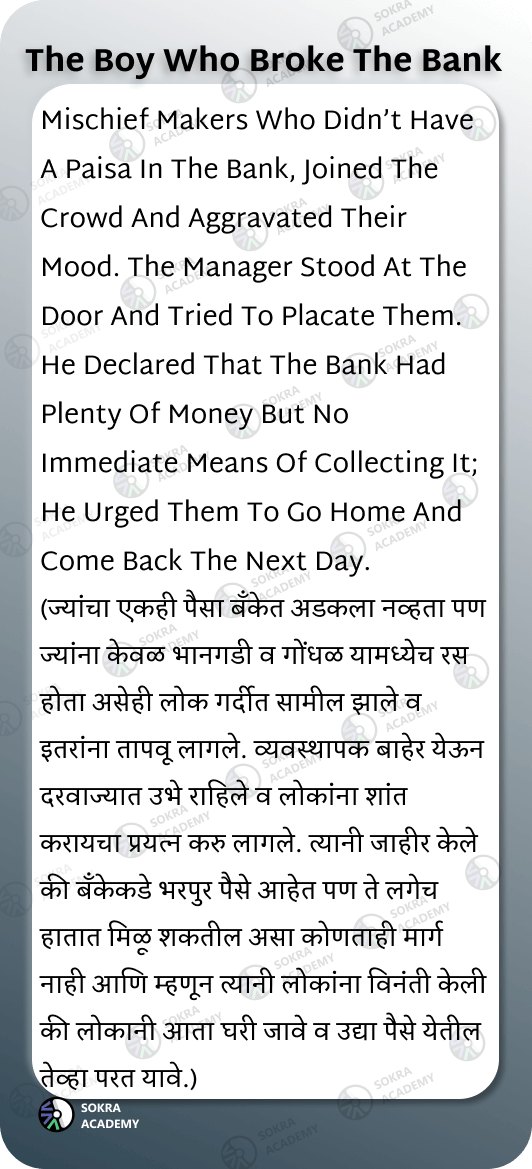 The Boy Who Broke The Bank
Mischief Makers Who Didn’t Have
A Paisa In The Bank, Joined The
Crowd And Aggravated Their
Mood. The Manager Stood At The
Door And Tried To Placate Them.
He Declared That The Bank Had
Plenty Of Money But No
Immediate Means Of Collecting It;
He Urged Them To Go Home And
Come Back The Next Day.
(ज्यांचा एकही पैसा बँकेत अडकला नव्हता पण
ज्यांना केवळ भानगडी व गोंधळ यामध्येच रस
होता असेही लोक गर्दीत सामील झाले व
इतरांना तापवू लागले. व्यवस्थापक बाहेर येऊन
दरवाज्यात उभे राहिले व लोकांना शांत
करायचा प्रयत्न करु लागले. त्यानी जाहीर केले
की बँकेकडे भरपुर पैसे आहेत पण ते लगेच
हातात मिळू शकतील असा कोणताही मार्ग
नाही आणि म्हणून त्यानी लोकांना विनंती केली
की लोकानी आता घरी जावे व उद्या पैसे येतील
तेव्हा परत यावे.)
SOKRA
ACADEMY